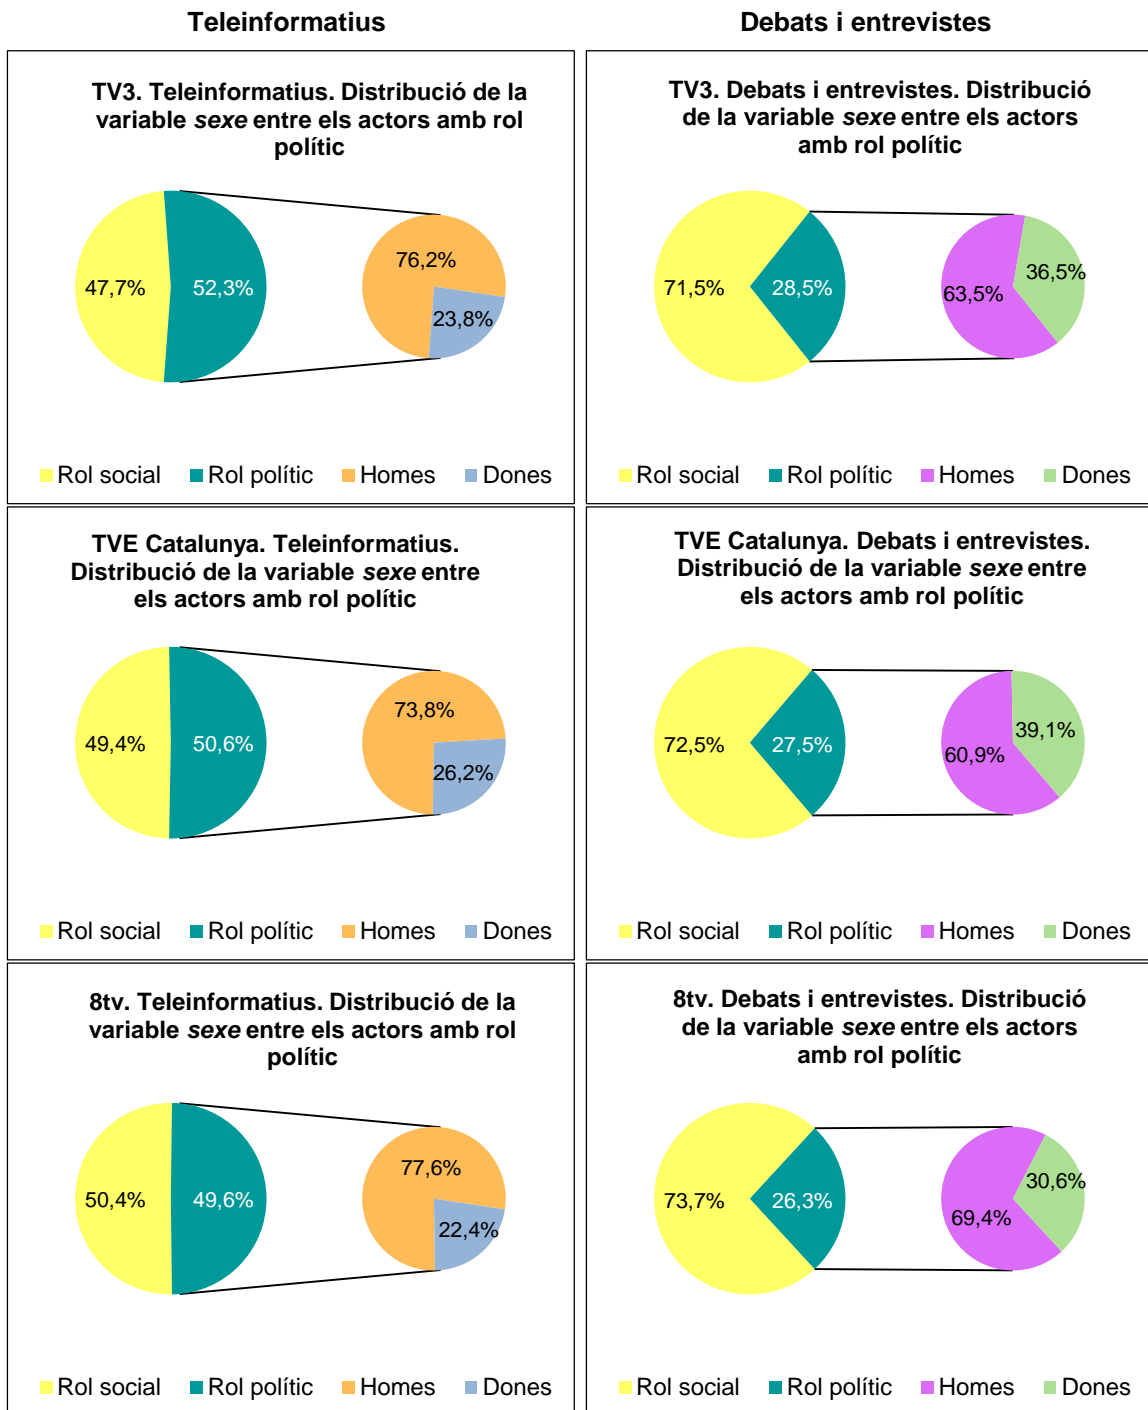 Teleinformatius
Debats i entrevistes
TV3. Teleinformatius. Distribució de la
variable sexe entre els actors amb rol
polític
47,7%
52,3%
76,2%
23,8%
Rol social
Rol polític
Homes
Dones
TV3. Debats i entrevistes. Distribució
de la variable sexe entre els actors
amb rol polític
71,5%
28,5%
63,5%
36,5%
Rol social
Rol polític
Homes
Dones
TVE Catalunya. Teleinformatius.
Distribució de la variable sexe entre
els actors amb rol polític
49,4%
50,6%
73,8%
26,2%
Rol social
Rol polític
Homes
Dones
TVE Catalunya. Debats i entrevistes.
Distribució de la variable sexe entre
els actors amb rol polític
72,5%
27,5%
60,9%
39,1%
Rol social
Rol polític
Homes
Dones
8tv. Teleinformatius. Distribució de la
variable sexe entre els actors amb rol
polític
50,4%
49,6%
77,6%
22,4%
Rol social
Rol polític
Homes
Dones
8tv. Debats i entrevistes. Distribució
de la variable sexe entre els actors
amb rol polític
73,7%
26,3%
69,4%
30,6%
Rol social
Rol polític
Homes
Dones